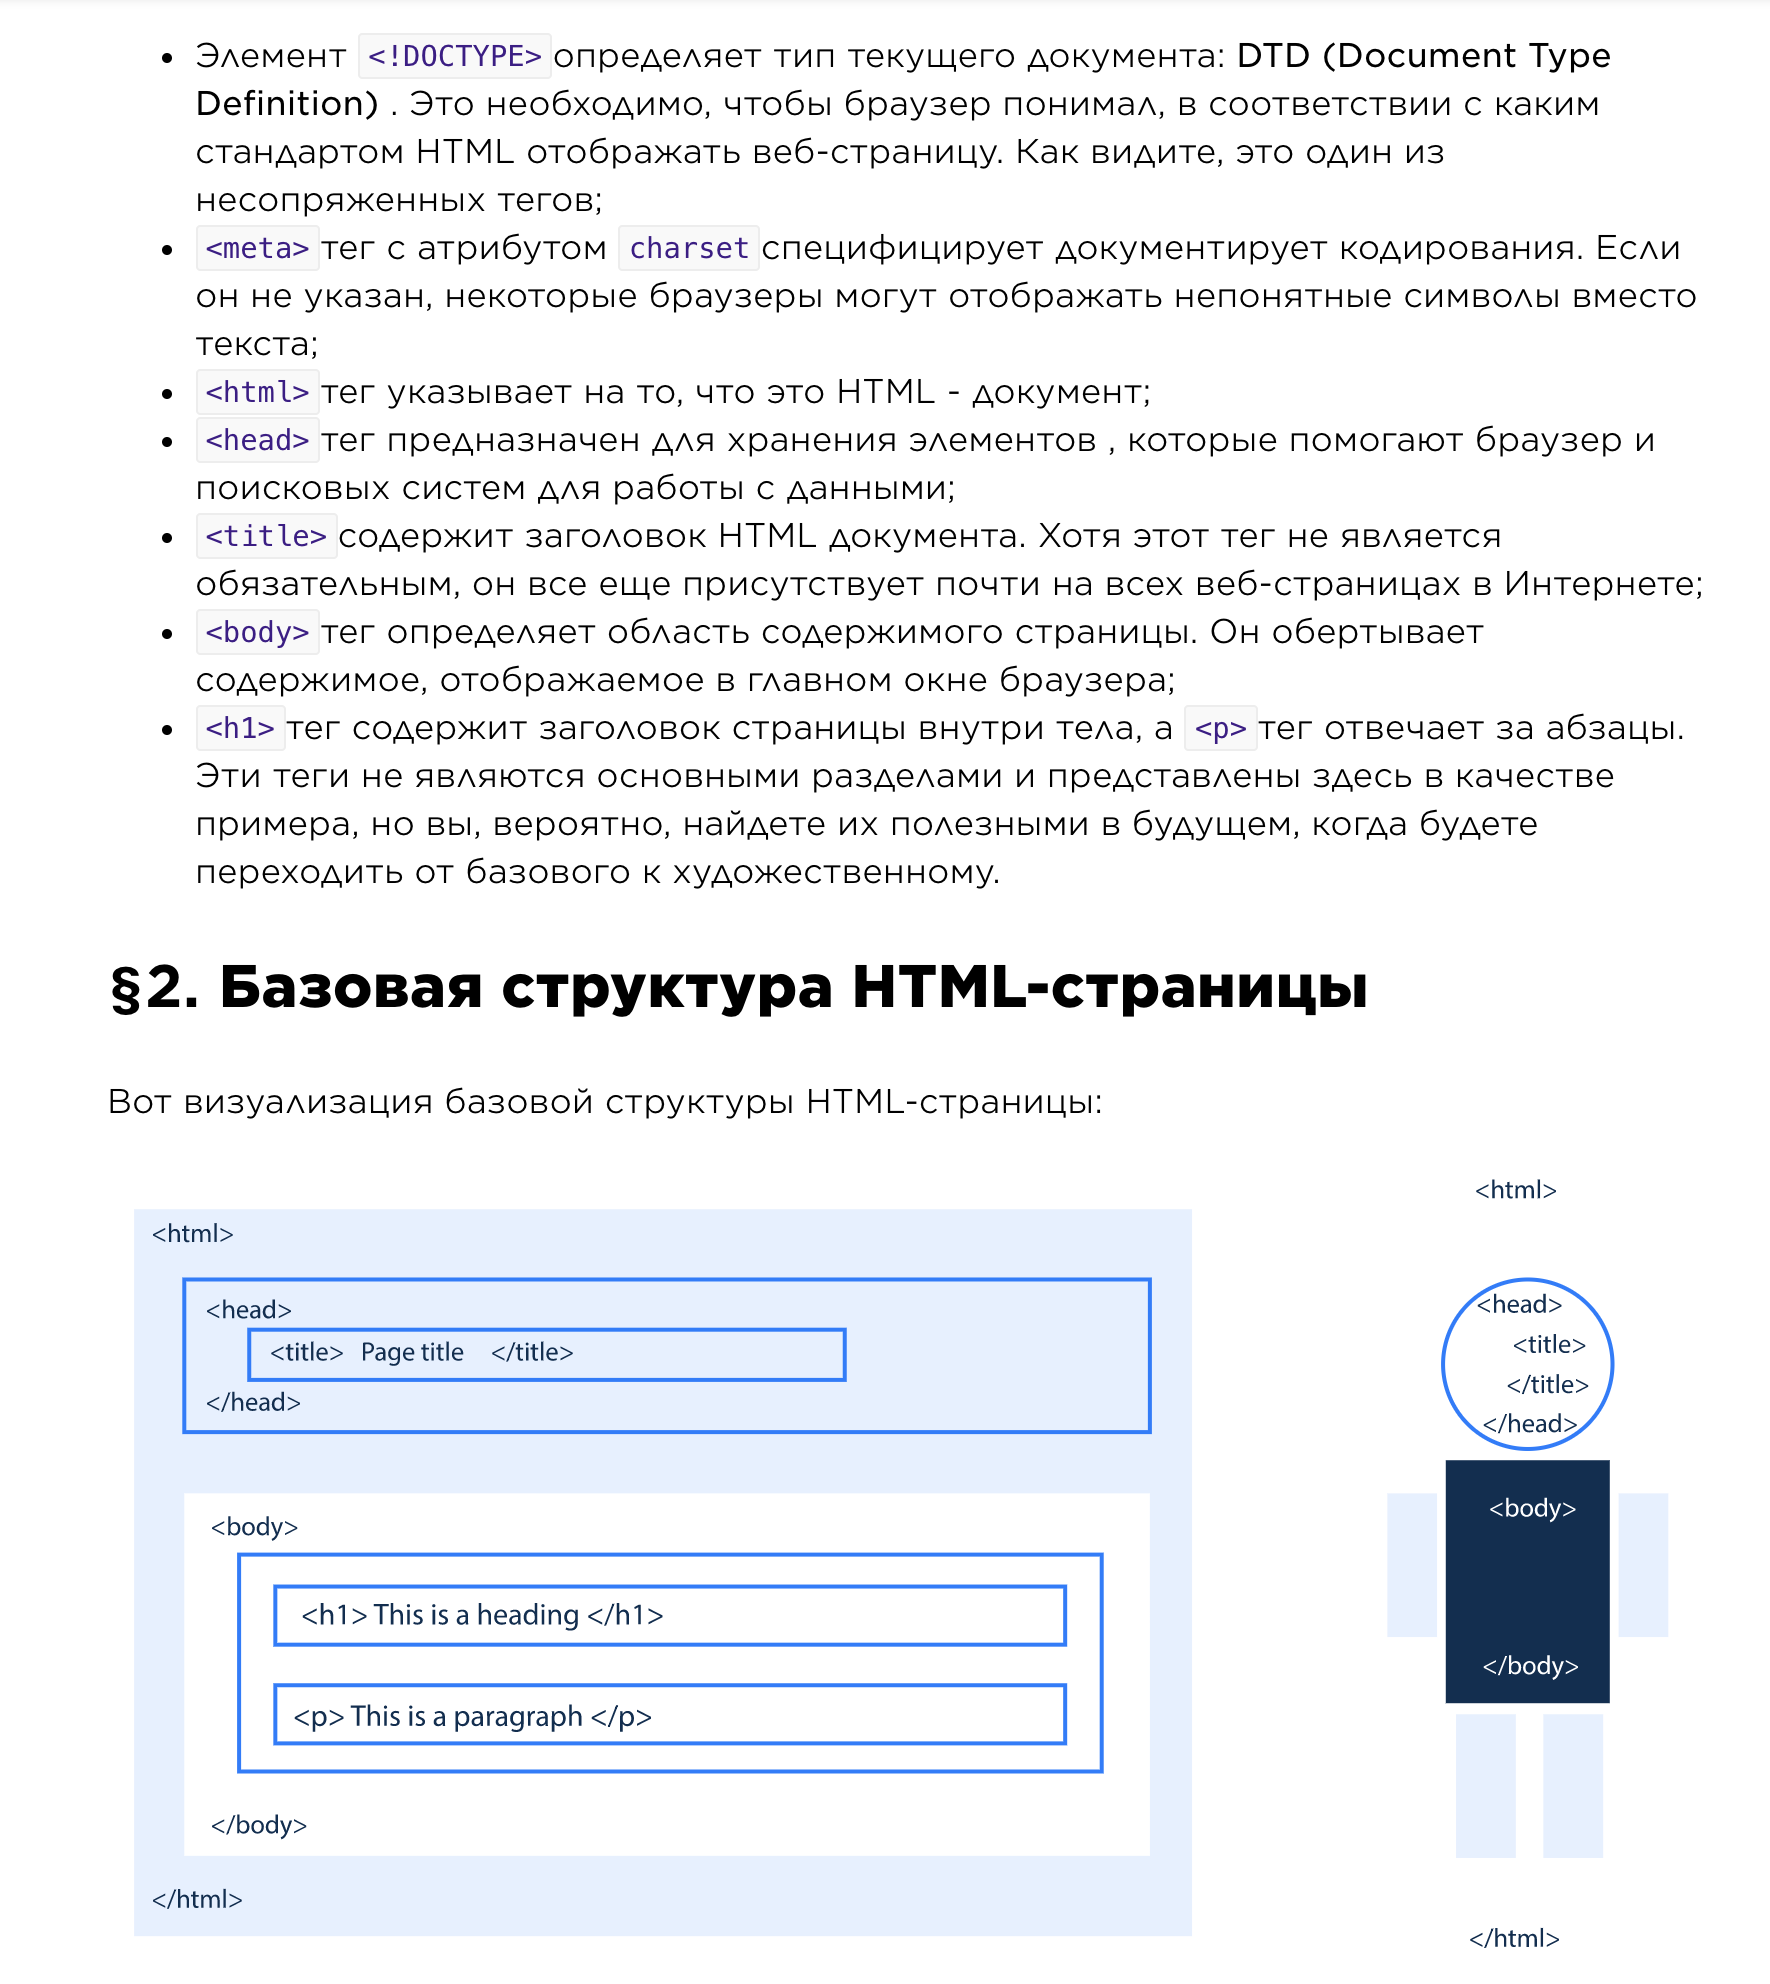 Элемент <!DOCTYPE> определяет тип текущего документа: DTD (Document Type
Definition) . Это необходимо, чтобы браузер понимал, в соответствии с каким
стандартом HTML отображать веб-страницу. Как видите, это один из
несопряженных тегов;
<meta> тег с атрибутом charset специфицирует документирует кодирования. Если
он не указан, некоторые браузеры могут отображать непонятные символы вместо
текста;
<html> тег указывает на то, что это HTML - документ;
<head> тег предназначен для хранения элементов , которые помогают браузер и
поисковых систем для работы с данными;
<title> содержит заголовок HTML документа. Хотя этот тег не является
обязательным, он все еще присутствует почти на всех веб-страницах в Интернете;
<body> тег определяет область содержимого страницы. Он обертывает
содержимое, отображаемое в главном окне браузера;
<h1> тег содержит заголовок страницы внутри тела, а <p> тег отвечает за абзацы.
Эти теги не являются основными разделами и представлены здесь в качестве
примера, но вы, вероятно, найдете их полезными в будущем, когда будете
переходить от базового к художественному.
§2. Базовая структура HTML-страницы
Вот визуализация базовой структуры HTML-страницы:
<html>
<head>
<title> Page title </title>
</head>
<body>
<h1> This is a heading </h1>
<p> This is a paragraph </p>
</body>
</html>
<html>
<head>
<title>
</title>
</head>
<body>
</body>
</html>